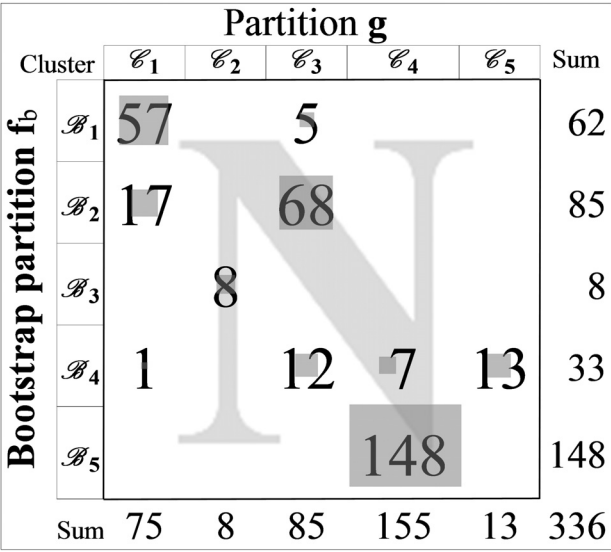 Partition g
Cluster 𝒞1 𝒞2 𝒞3 𝒞4 𝒞5 Sum
Bootstrap partition fb
ℬ1 57 5 62
ℬ2 17 68 85
ℬ3 8 8
ℬ4 1 12 7 13 33
ℬ5 148 148
N
Sum 75 8 85 155 13 336